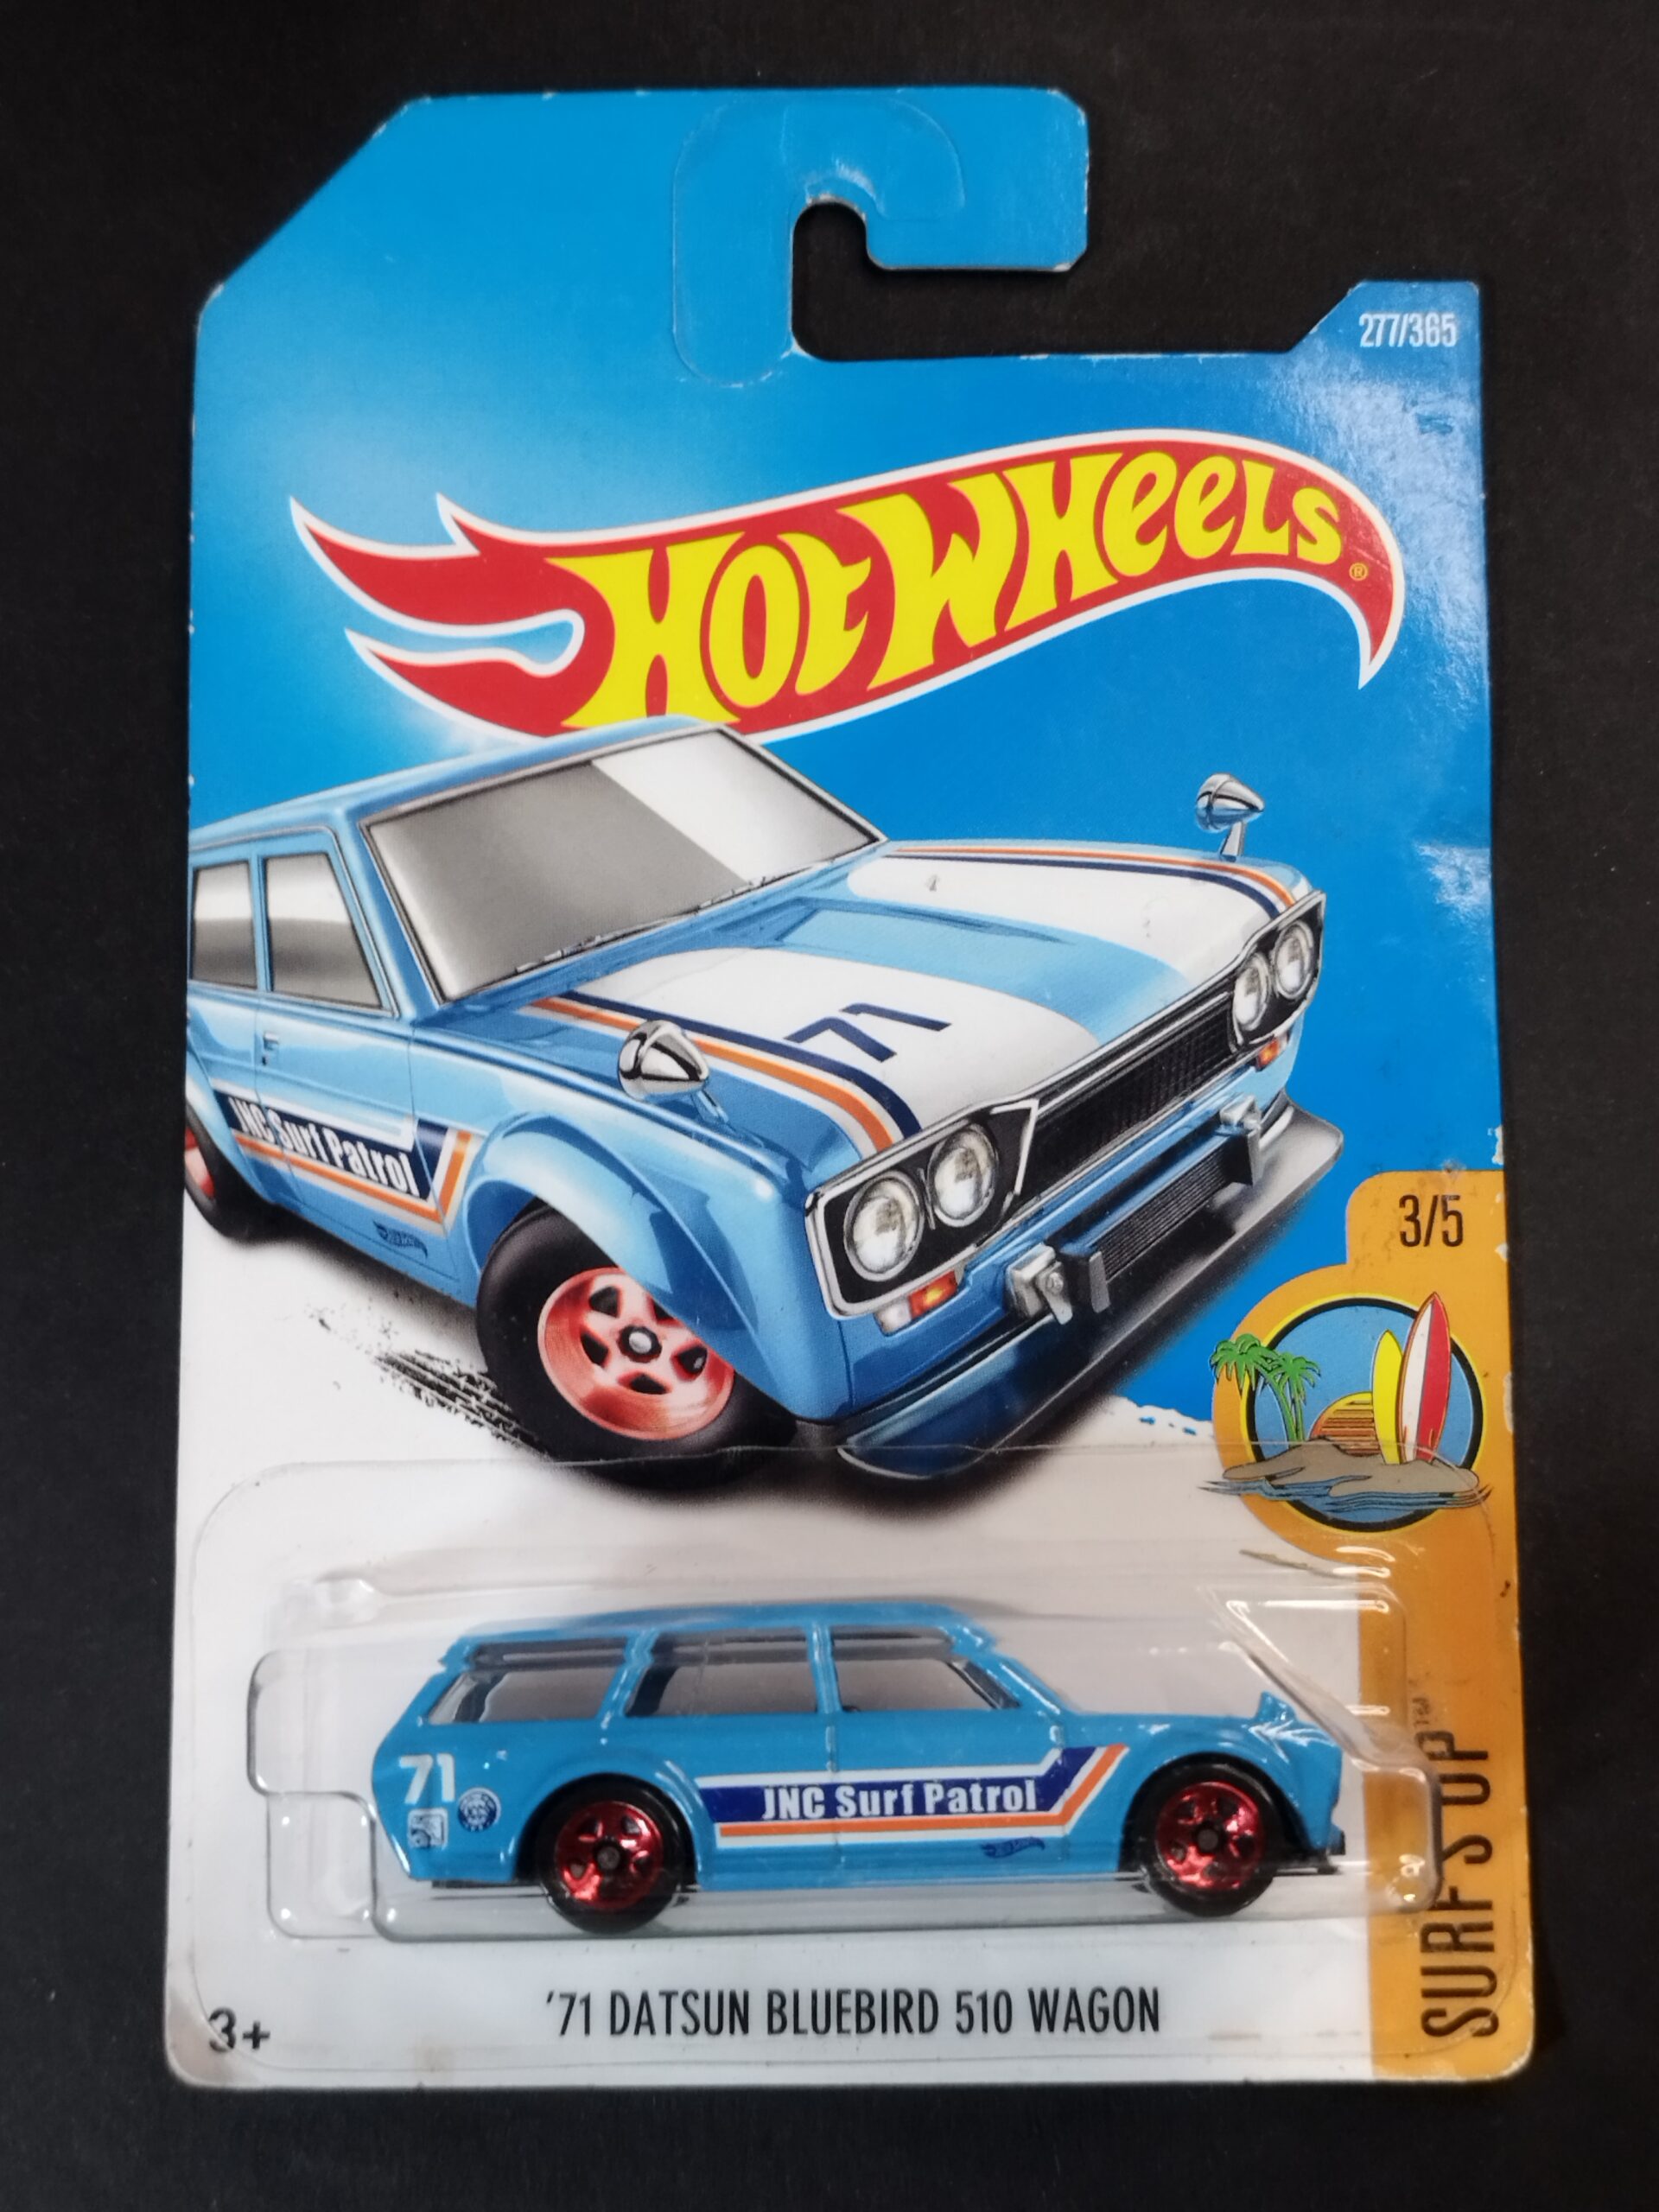 277/365
HOT WHEELS®
71
JNC Surf Patrol
3/5
71
JNC Surf Patrol
SURF'S UP™
'71 DATSUN BLUEBIRD 510 WAGON
3+